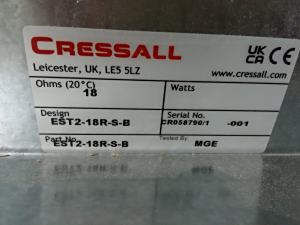 CRESSALL
UK CA CE
Leicester, UK, LE5 5LZ
www.cressall.com
Ohms (20°C) Watts
18
Design Serial No.
EST2-18R-S-B CR058790/1 -001
Part No. Tested By
EST2-18R-S-B MGE